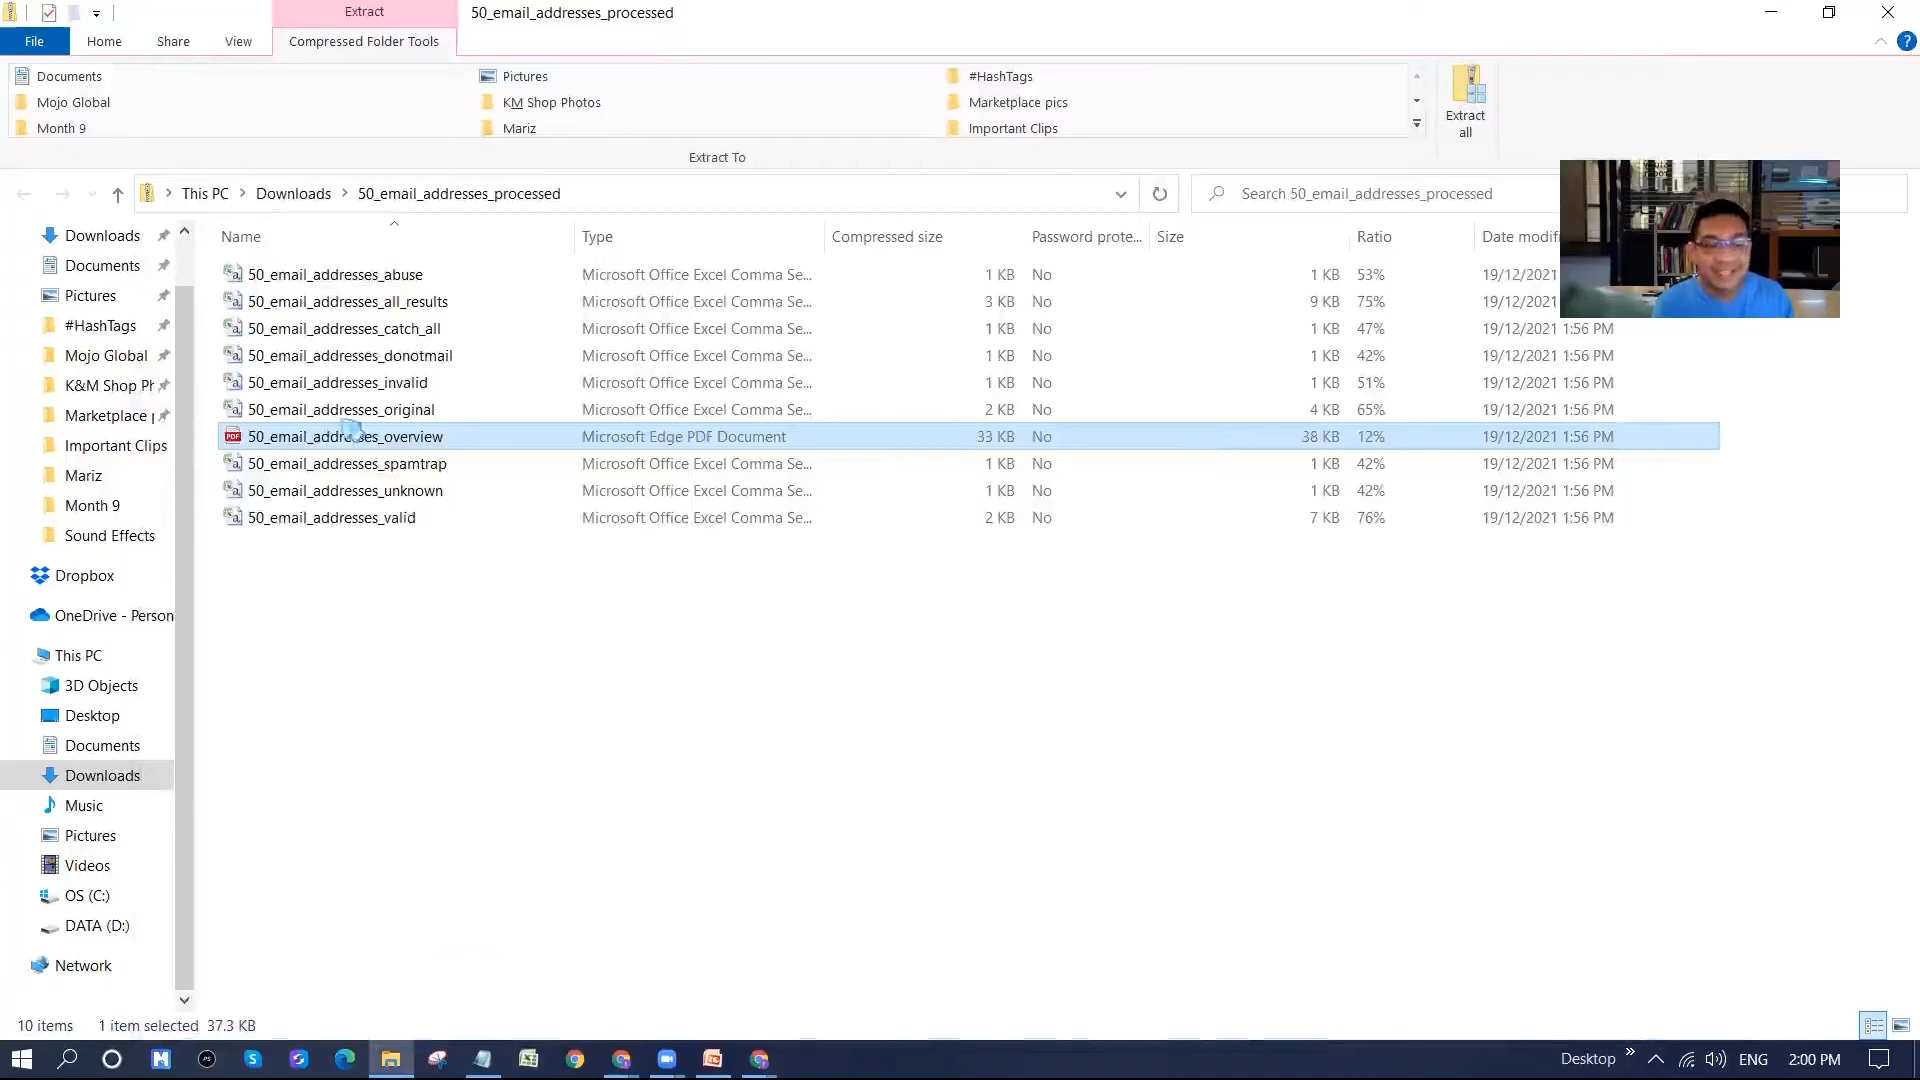 Extract
50_email_addresses_processed
File
Home
Share
View
Compressed Folder Tools
Documents
Pictures
#HashTags
Mojo Global
KM Shop Photos
Marketplace pics
Month 9
Mariz
Important Clips
Extract all
Extract To
This PC
Downloads
50_email_addresses_processed
Search 50_email_addresses_processed
Name
Type
Compressed size
Password prote...
Size
Ratio
Date modifi
50_email_addresses_abuse Microsoft Office Excel Comma Se... 1 KB No 1 KB 53% 19/12/2021
50_email_addresses_all_results Microsoft Office Excel Comma Se... 3 KB No 9 KB 75% 19/12/2021
50_email_addresses_catch_all Microsoft Office Excel Comma Se... 1 KB No 1 KB 47% 19/12/2021 1:56 PM
50_email_addresses_donotmail Microsoft Office Excel Comma Se... 1 KB No 1 KB 42% 19/12/2021 1:56 PM
50_email_addresses_invalid Microsoft Office Excel Comma Se... 1 KB No 1 KB 51% 19/12/2021 1:56 PM
50_email_addresses_original Microsoft Office Excel Comma Se... 2 KB No 4 KB 65% 19/12/2021 1:56 PM
50_email_addresses_overview Microsoft Edge PDF Document 33 KB No 38 KB 12% 19/12/2021 1:56 PM
50_email_addresses_spamtrap Microsoft Office Excel Comma Se... 1 KB No 1 KB 42% 19/12/2021 1:56 PM
50_email_addresses_unknown Microsoft Office Excel Comma Se... 1 KB No 1 KB 42% 19/12/2021 1:56 PM
50_email_addresses_valid Microsoft Office Excel Comma Se... 2 KB No 7 KB 76% 19/12/2021 1:56 PM
Downloads
Documents
Pictures
#HashTags
Mojo Global
K&M Shop Ph
Marketplace p
Important Clips
Mariz
Month 9
Sound Effects
Dropbox
OneDrive - Person
This PC
3D Objects
Desktop
Documents
Downloads
Music
Pictures
Videos
OS (C:)
DATA (D:)
Network
10 items
1 item selected 37.3 KB
Desktop
ENG
2:00 PM